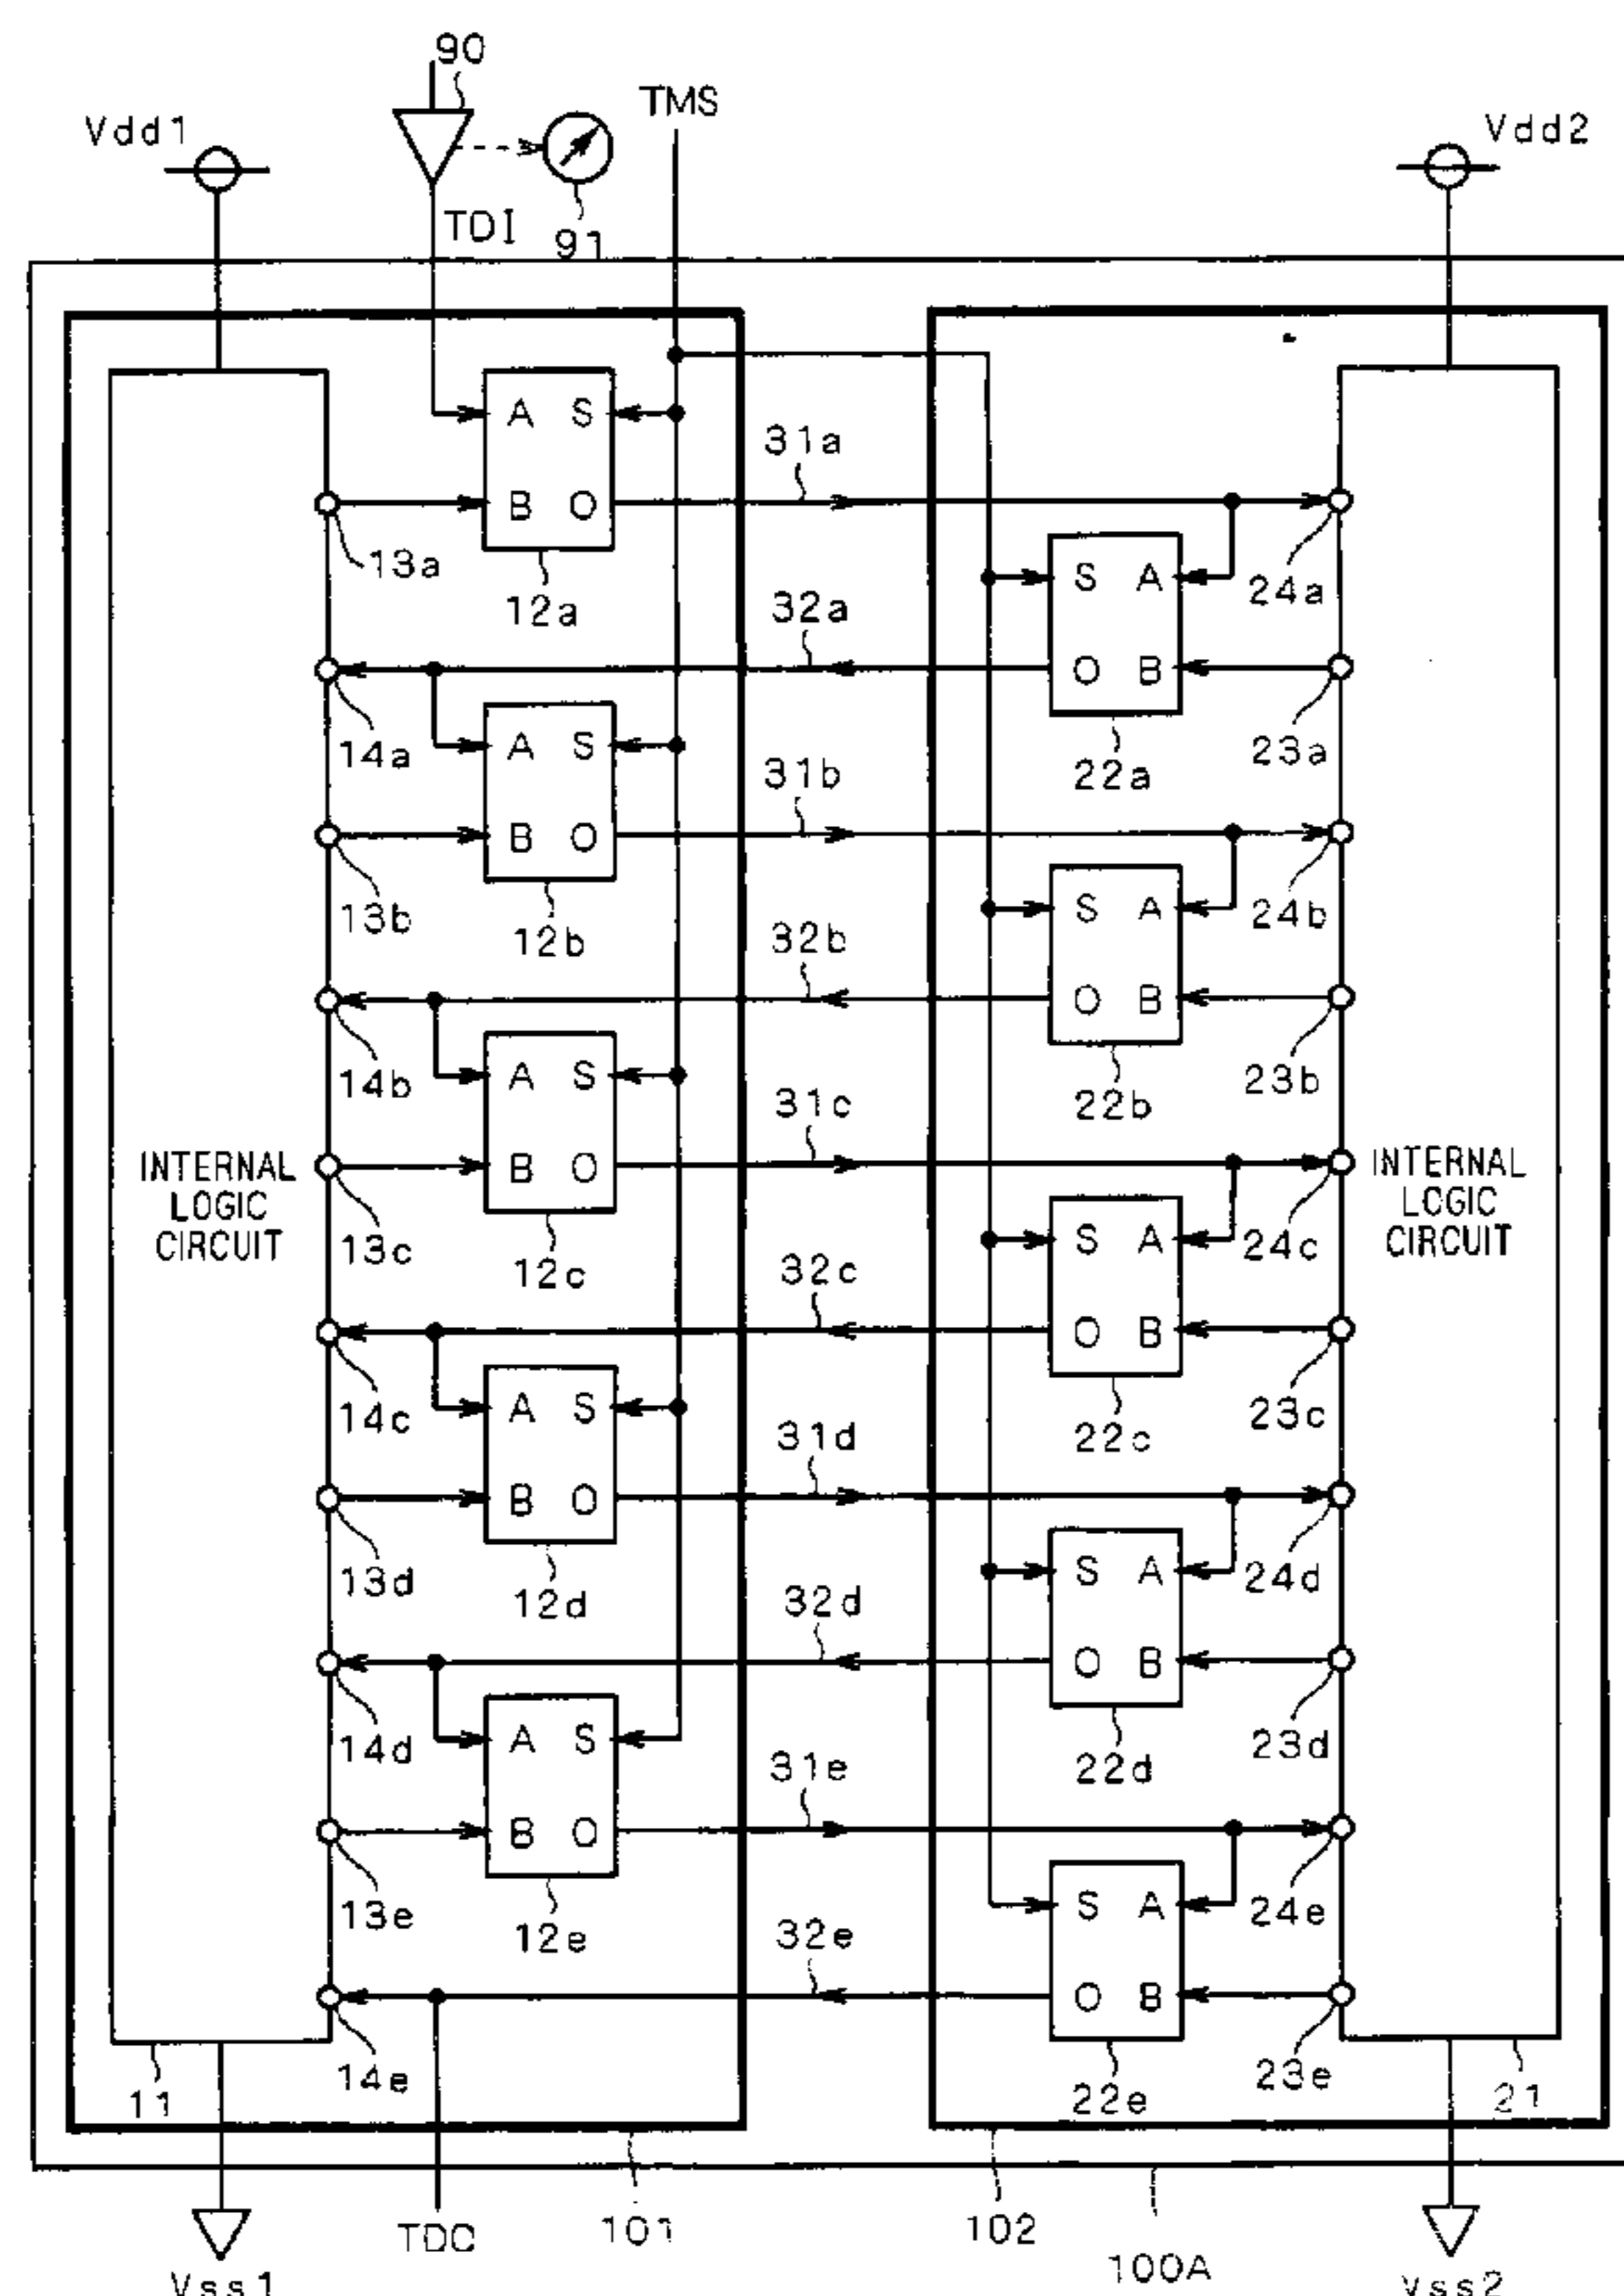 90
TMS
Vdd1
Vdd2
TDI
91
A S
31a
B O
13a
12a
S A
24a
32a
O B
14a
A S
22a
23a
31b
B O
13b
12b
S A
24b
32b
O B
14b
A S
22b
23b
31c
INTERNAL
LOGIC
CIRCUIT
B O
13c
12c
S A
24c
INTERNAL
LOGIC
CIRCUIT
32c
O B
14c
A S
22c
23c
31d
B O
13d
12d
S A
24d
32d
O B
14d
A S
22d
23d
31e
B O
13e
12e
S A
24e
32e
O B
11
14e
22e
23e
21
TDO
101
102
100A
Vss1
Vss2